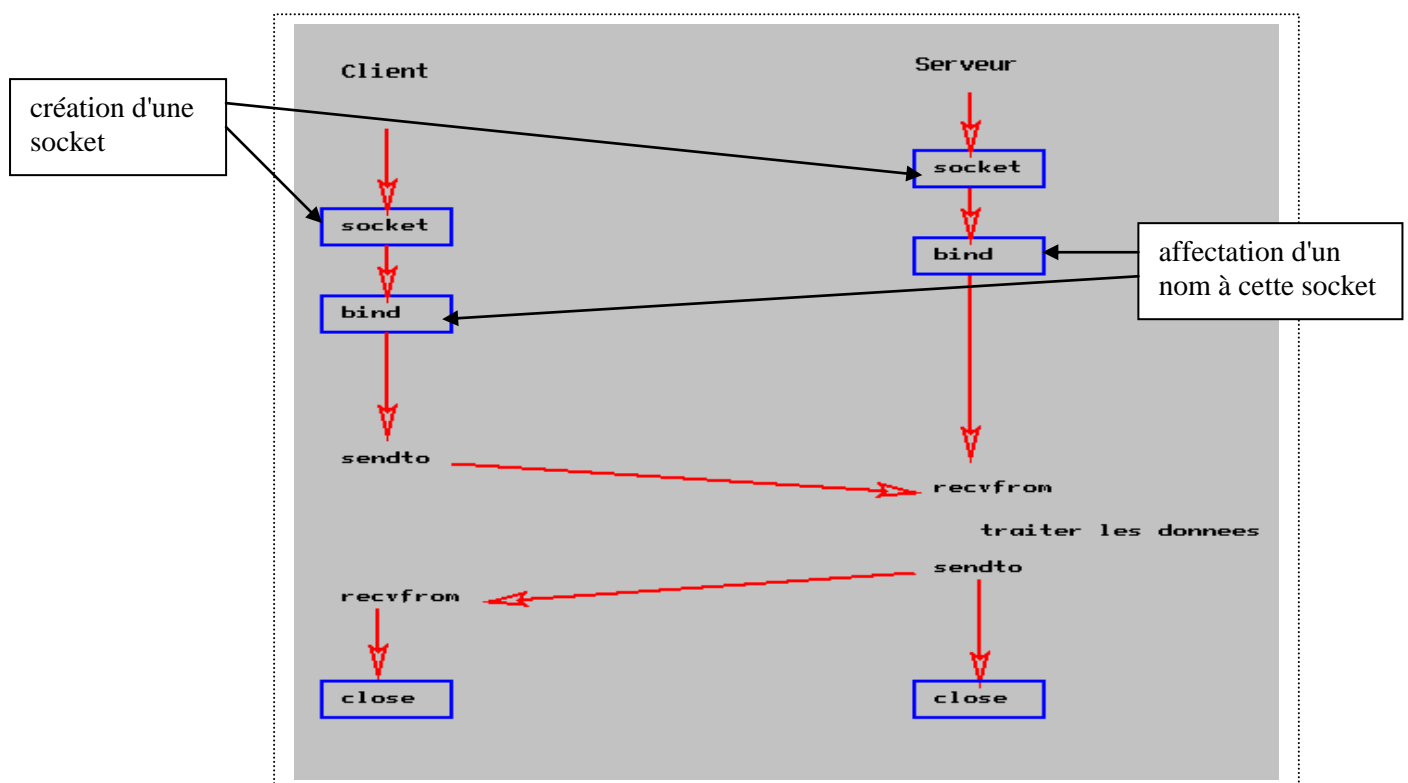 Client
Serveur
création d'une
socket
socket
socket
bind
affectation d'un
nom à cette socket
bind
sendto
recvfrom
traiter les donnees
sendto
recvfrom
close
close